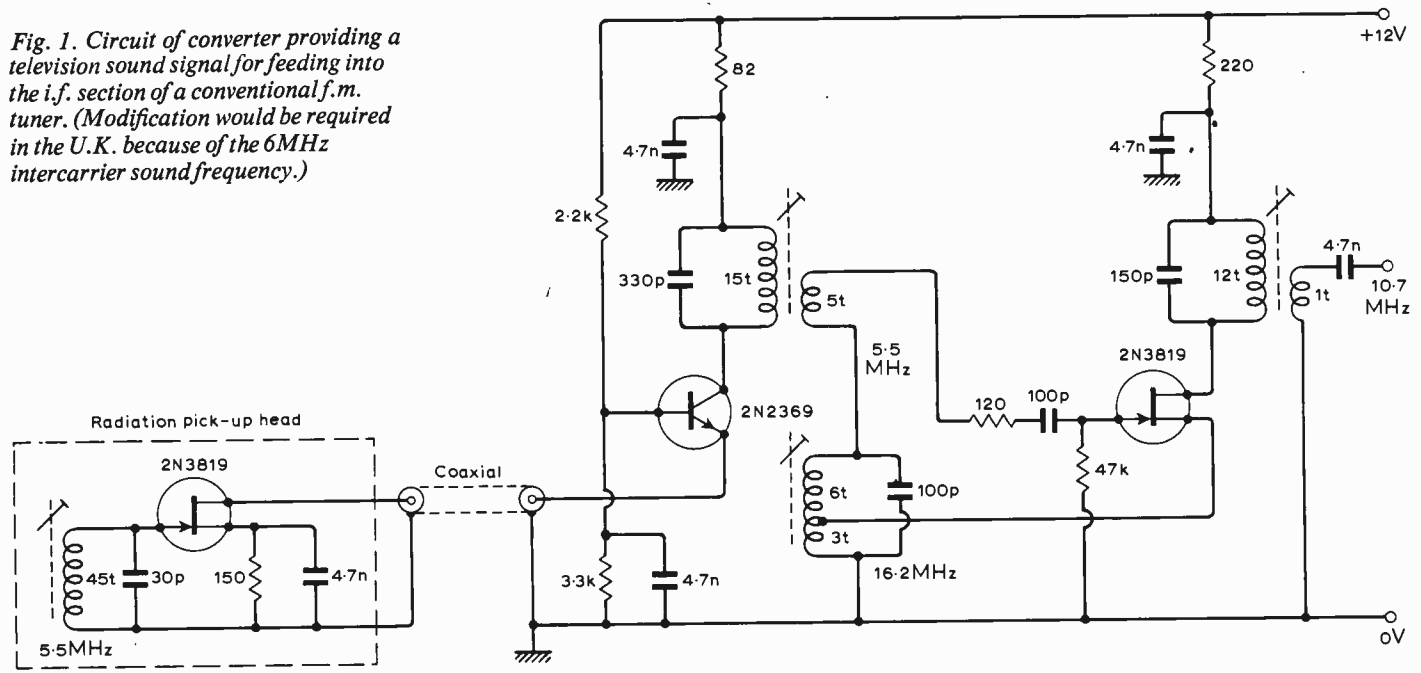 Fig. 1. Circuit of converter providing a
television sound signal for feeding into
the i.f. section of a conventional f.m.
tuner. (Modification would be required
in the U.K. because of the 6MHz
intercarrier sound frequency.)
+12V
82
220
4·7n
4·7n
2·2k
330p
15t
5t
150p
12t
1t
4·7n
10·7
MHz
5·5
MHz
2N3819
2N2369
120
100p
47k
Radiation pick-up head
2N3819
Coaxial
6t
100p
3t
45t
30p
150
4·7n
3·3k
4·7n
16·2MHz
5·5MHz
0V